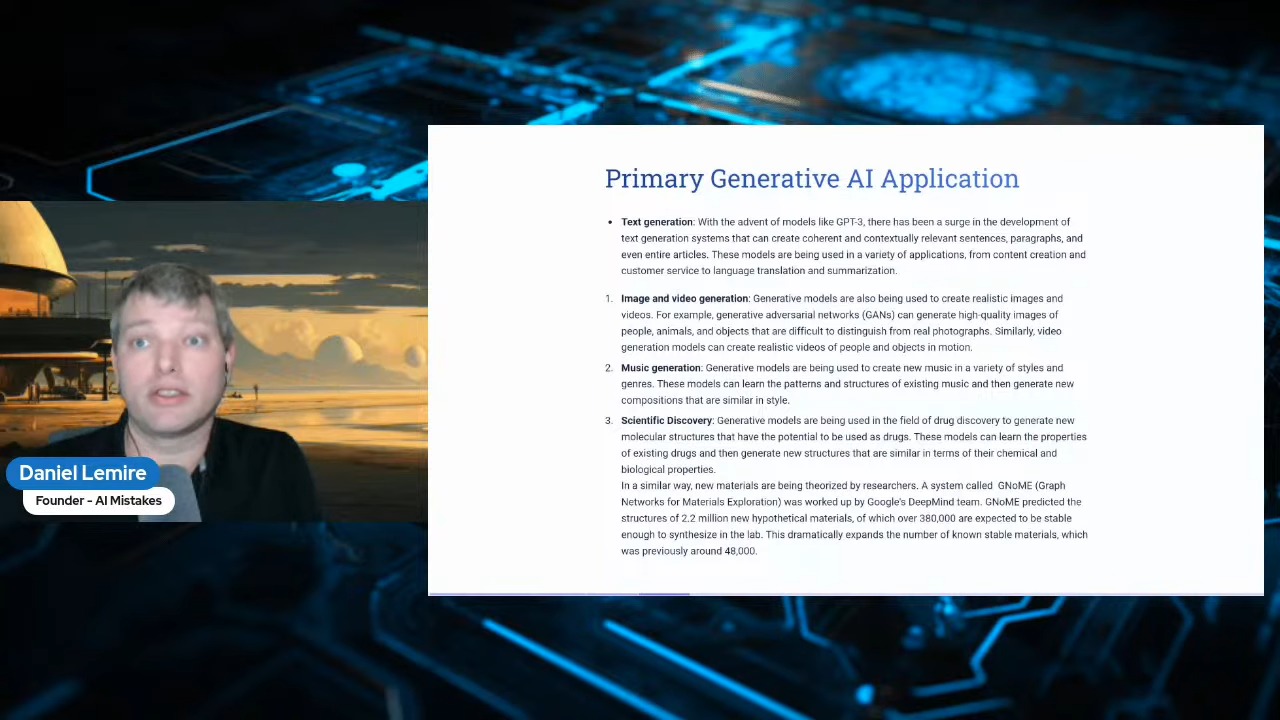 Primary Generative AI Application
• Text generation: With the advent of models like GPT-3, there has been a surge in the development of
text generation systems that can create coherent and contextually relevant sentences, paragraphs, and
even entire articles. These models are being used in a variety of applications, from content creation and
customer service to language translation and summarization.
1. Image and video generation: Generative models are also being used to create realistic images and
videos. For example, generative adversarial networks (GANs) can generate high-quality images of
people, animals, and objects that are difficult to distinguish from real photographs. Similarly, video
generation models can create realistic videos of people and objects in motion.
2. Music generation: Generative models are being used to create new music in a variety of styles and
genres. These models can learn the patterns and structures of existing music and then generate new
compositions that are similar in style.
3. Scientific Discovery: Generative models are being used in the field of drug discovery to generate new
molecular structures that have the potential to be used as drugs. These models can learn the properties
of existing drugs and then generate new structures that are similar in terms of their chemical and
biological properties.
In a similar way, new materials are being theorized by researchers. A system called GNoME (Graph
Networks for Materials Exploration) was worked up by Google's DeepMind team. GNoME predicted the
structures of 2.2 million new hypothetical materials, of which over 380,000 are expected to be stable
enough to synthesize in the lab. This dramatically expands the number of known stable materials, which
was previously around 48,000.
Daniel Lemire
Founder - AI Mistakes